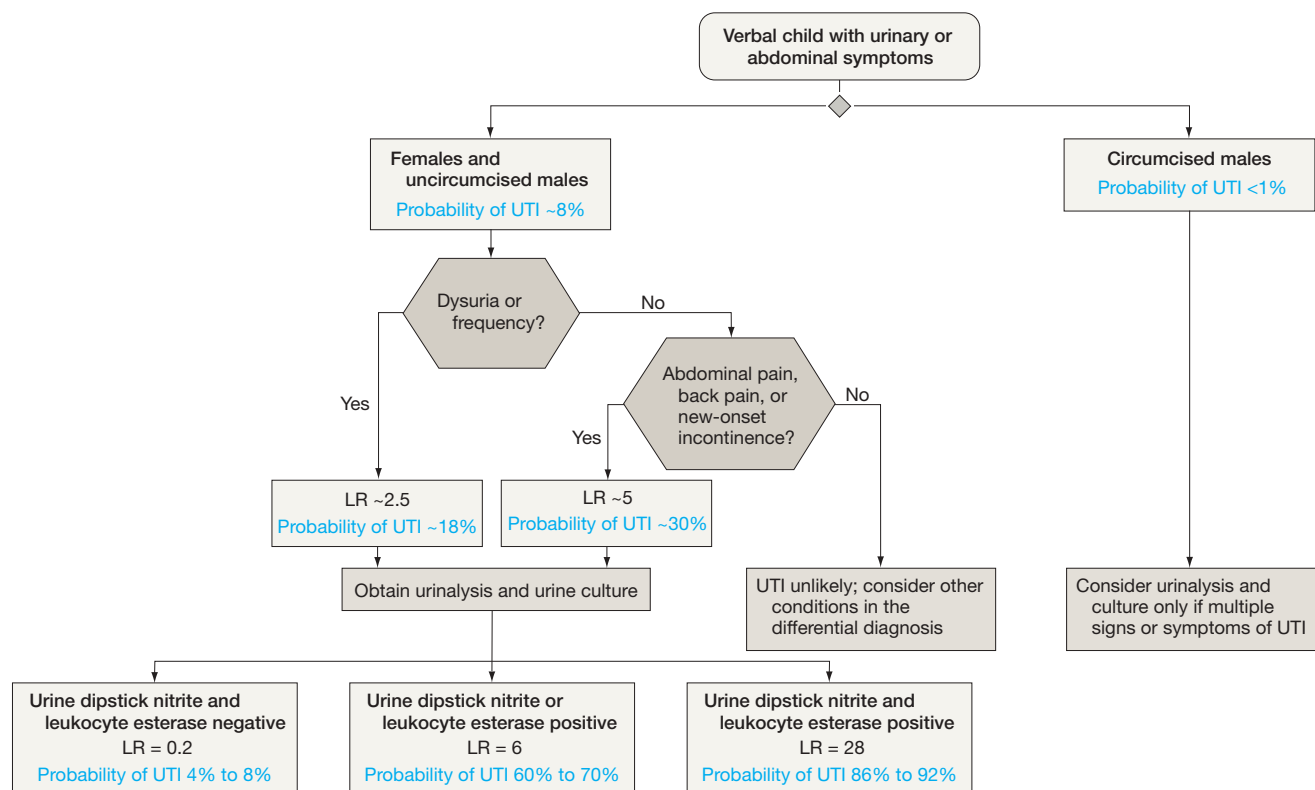 Verbal child with urinary or
abdominal symptoms
Females and
uncircumcised males
Probability of UTI ~8%
Circumcised males
Probability of UTI <1%
Dysuria or
frequency?
No
Yes
Abdominal pain,
back pain, or
new-onset
incontinence?
No
Yes
LR ~2.5
Probability of UTI ~18%
LR ~5
Probability of UTI ~30%
Obtain urinalysis and urine culture
UTI unlikely; consider other
conditions in the
differential diagnosis
Consider urinalysis and
culture only if multiple
signs or symptoms of UTI
Urine dipstick nitrite and
leukocyte esterase negative
LR = 0.2
Probability of UTI 4% to 8%
Urine dipstick nitrite or
leukocyte esterase positive
LR = 6
Probability of UTI 60% to 70%
Urine dipstick nitrite and
leukocyte esterase positive
LR = 28
Probability of UTI 86% to 92%